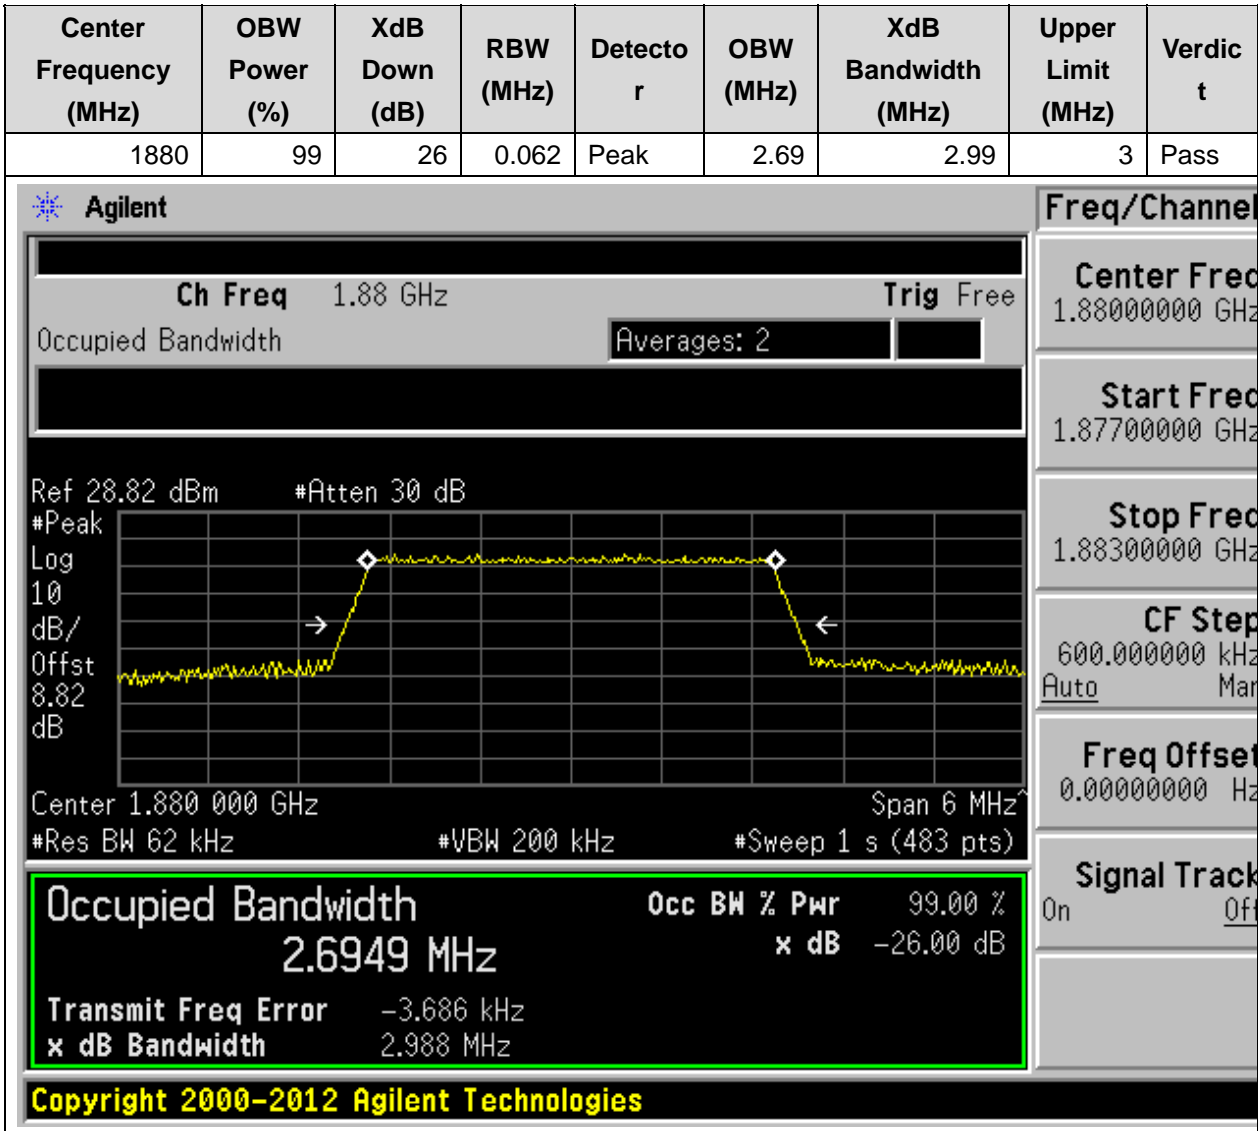 Center Frequency (MHz) OBW Power (%) XdB Down (dB) RBW (MHz) Detecto r OBW (MHz) XdB Bandwidth (MHz) Upper Limit (MHz) Verdic t
1880 99 26 0.062 Peak 2.69 2.99 3 Pass
Agilent
Freq/Channel
Ch Freq 1.88 GHz Trig Free
Occupied Bandwidth Averages: 2
Center Freq
1.88000000 GHz
Start Freq
1.87700000 GHz
Stop Freq
1.88300000 GHz
CF Step
600.000000 kHz
Auto Man
Freq Offset
0.00000000 Hz
Signal Track
On Off
Ref 28.82 dBm #Atten 30 dB
#Peak
Log
10
dB/
Offst
8.82
dB
Center 1.880 000 GHz Span 6 MHz^
#Res BW 62 kHz #VBW 200 kHz #Sweep 1 s (483 pts)
Occupied Bandwidth
2.6949 MHz
Occ BW % Pwr 99.00 %
x dB -26.00 dB
Transmit Freq Error -3.686 kHz
x dB Bandwidth 2.988 MHz
Copyright 2000-2012 Agilent Technologies